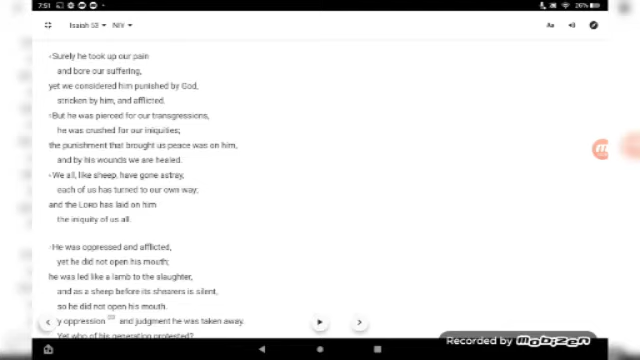 7:51
26%
Isaiah 53 NIV Aa
4 Surely he took up our pain
and bore our suffering,
yet we considered him punished by God,
stricken by him, and afflicted.
5 But he was pierced for our transgressions,
he was crushed for our iniquities;
the punishment that brought us peace was on him,
and by his wounds we are healed.
6 We all, like sheep, have gone astray,
each of us has turned to our own way;
and the LORD has laid on him
the iniquity of us all.
7 He was oppressed and afflicted,
yet he did not open his mouth;
he was led like a lamb to the slaughter,
and as a sheep before its shearers is silent,
so he did not open his mouth.
y oppression and judgment he was taken away.
Yet who of his generation protested?
Recorded by Mobizen